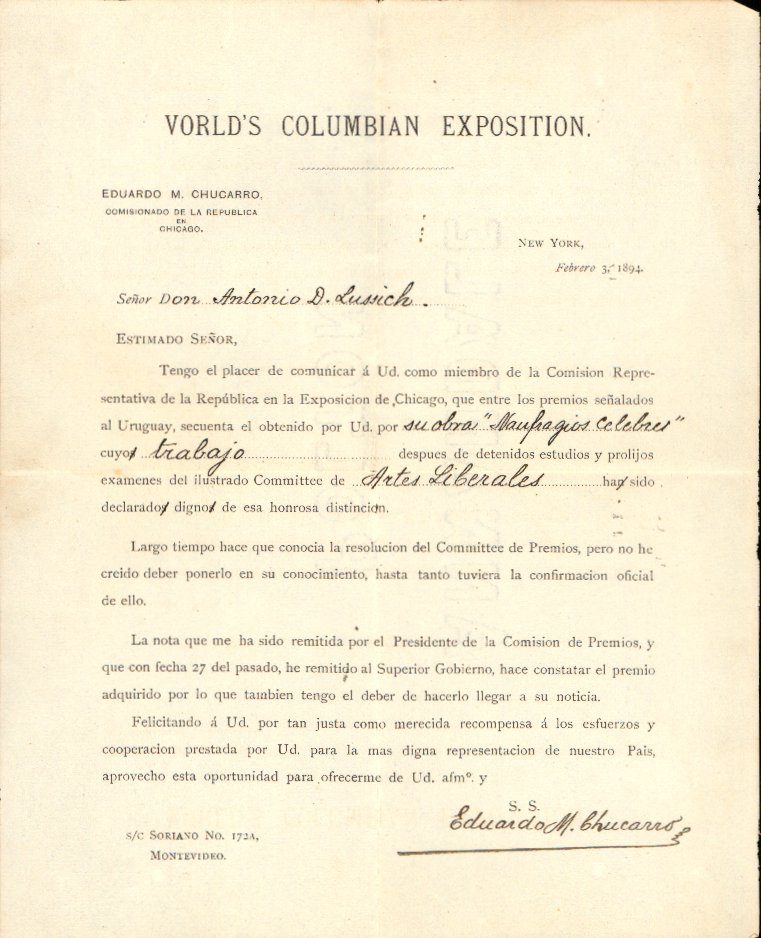 VORLD'S COLUMBIAN EXPOSITION.
EDUARDO M. CHUCARRO,
COMISIONADO DE LA REPUBLICA
EN
CHICAGO.
NEW YORK,
Febrero 3, 1894.
Señor Don Antonio D. Lussich.
ESTIMADO SEÑOR,
Tengo el placer de comunicar á Ud. como miembro de la Comision Repre-
sentativa de la República en la Exposicion de Chicago, que entre los premios señalados
al Uruguay, secuenta el obtenido por Ud. por su obra "Naufragios celebres"
cuyos trabajo despues de detenidos estudios y prolijos
examenes del ilustrado Committee de Artes Liberales han sido
declarados dignos de esa honrosa distincion.
Largo tiempo hace que conocia la resolucion del Committee de Premios, pero no he
creido deber ponerlo en su conocimiento, hasta tanto tuviera la confirmacion oficial
de ello.
La nota que me ha sido remitida por el Presidente de la Comision de Premios, y
que con fecha 27 del pasado, he remitido al Superior Gobierno, hace constatar el premio
adquirido por lo que tambien tengo el deber de hacerlo llegar a su noticia.
Felicitando á Ud. por tan justa como merecida recompensa á los esfuerzos y
cooperacion prestada por Ud. para la mas digna representacion de nuestro Pais,
aprovecho esta oportunidad para ofrecerme de Ud. afmº. y
S. S.
Eduardo M. Chucarro
S/C SORIANO NO. 172A,
MONTEVIDEO.